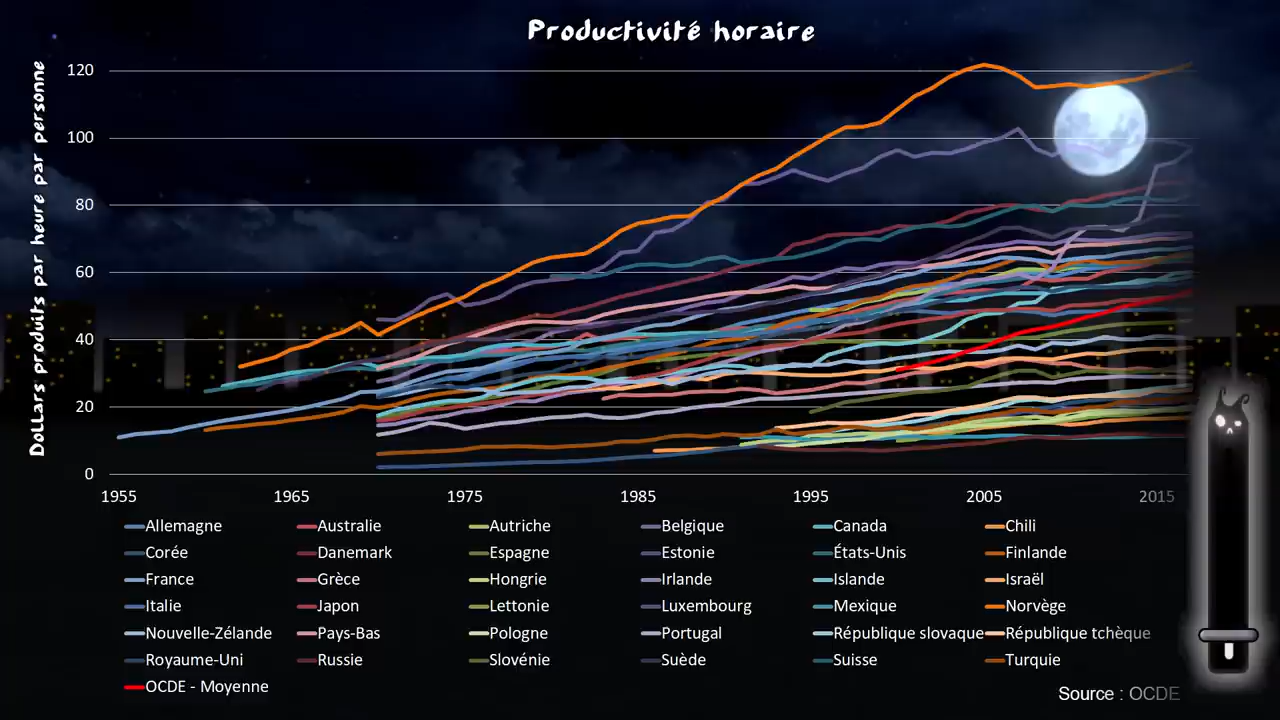 Productivité horaire
Dollars produits par heure par personne
120
100
80
60
40
20
0
1955 1965 1975 1985 1995 2005 2015
Allemagne Australie Autriche Belgique Canada Chili
Corée Danemark Espagne Estonie États-Unis Finlande
France Grèce Hongrie Irlande Islande Israël
Italie Japon Lettonie Luxembourg Mexique Norvège
Nouvelle-Zélande Pays-Bas Pologne Portugal République slovaque République tchèque
Royaume-Uni Russie Slovénie Suède Suisse Turquie
OCDE - Moyenne
Source : OCDE